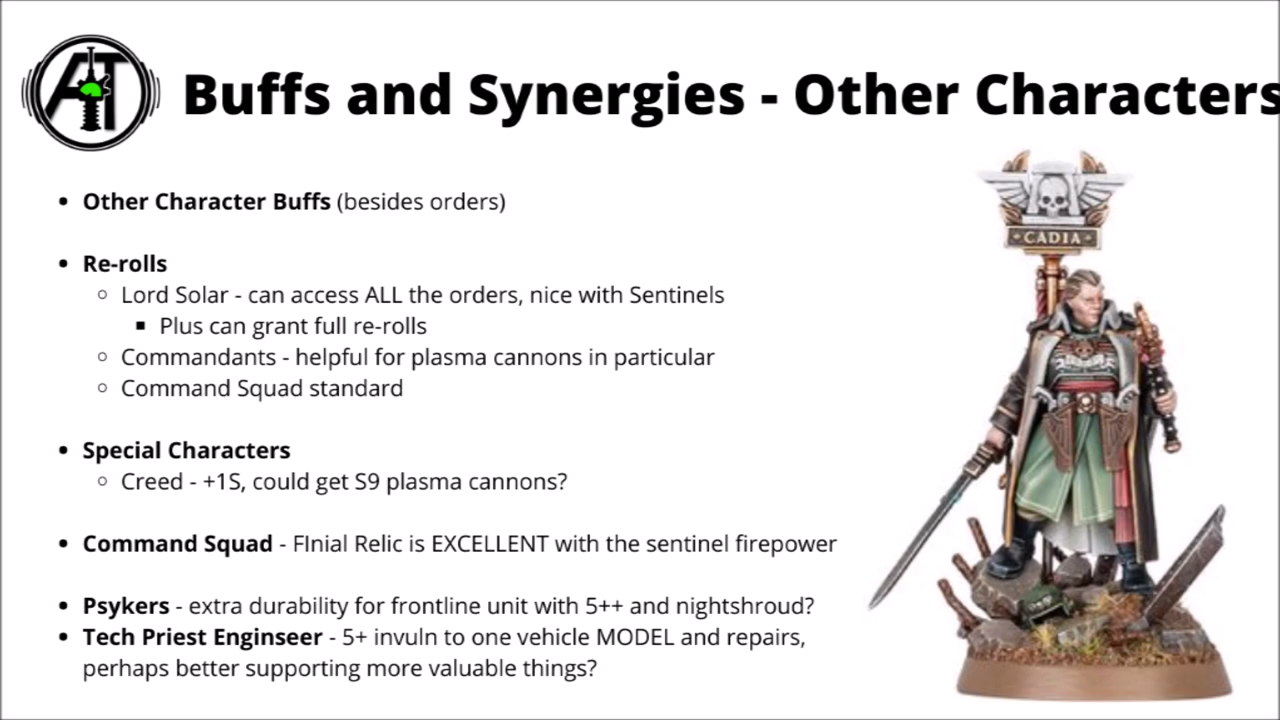 AT
Buffs and Synergies - Other Characters
• Other Character Buffs (besides orders)
• Re-rolls
○ Lord Solar - can access ALL the orders, nice with Sentinels
▪ Plus can grant full re-rolls
○ Commandants - helpful for plasma cannons in particular
○ Command Squad standard
• Special Characters
○ Creed - +1S, could get S9 plasma cannons?
• Command Squad - FInial Relic is EXCELLENT with the sentinel firepower
• Psykers - extra durability for frontline unit with 5++ and nightshroud?
• Tech Priest Enginseer - 5+ invuln to one vehicle MODEL and repairs,
perhaps better supporting more valuable things?
CADIA